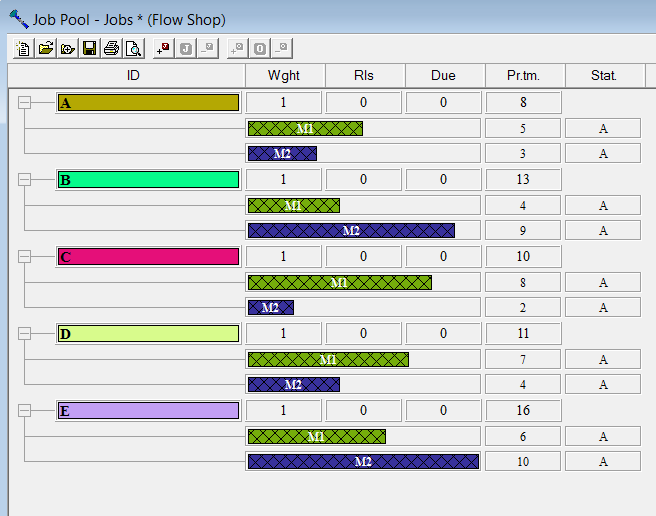 Job Pool - Jobs * (Flow Shop)
J O
ID Wght Rls Due Pr.tm. Stat.
A 1 0 0 8
M1 5 A
M2 3 A
B 1 0 0 13
M1 4 A
M2 9 A
C 1 0 0 10
M1 8 A
M2 2 A
D 1 0 0 11
M1 7 A
M2 4 A
E 1 0 0 16
M1 6 A
M2 10 A